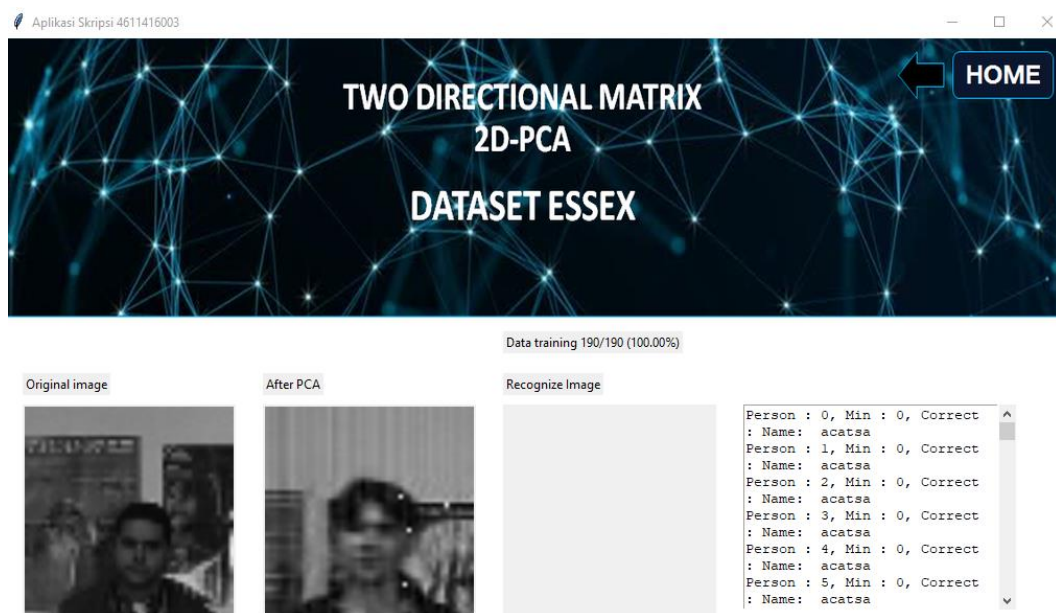 Aplikasi Skripsi 4611416003
HOME
TWO DIRECTIONAL MATRIX
2D-PCA
DATASET ESSEX
Data training 190/190 (100.00%)
Original image
After PCA
Recognize Image
Person : 0, Min : 0, Correct
: Name:  acatsa
Person : 1, Min : 0, Correct
: Name:  acatsa
Person : 2, Min : 0, Correct
: Name:  acatsa
Person : 3, Min : 0, Correct
: Name:  acatsa
Person : 4, Min : 0, Correct
: Name:  acatsa
Person : 5, Min : 0, Correct
: Name:  acatsa